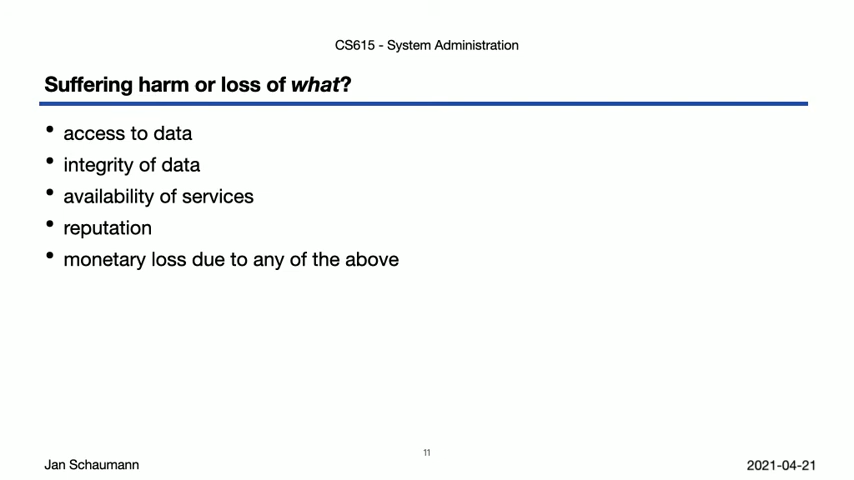 CS615 - System Administration
Suffering harm or loss of what?
• access to data
• integrity of data
• availability of services
• reputation
• monetary loss due to any of the above
11
Jan Schaumann
2021-04-21